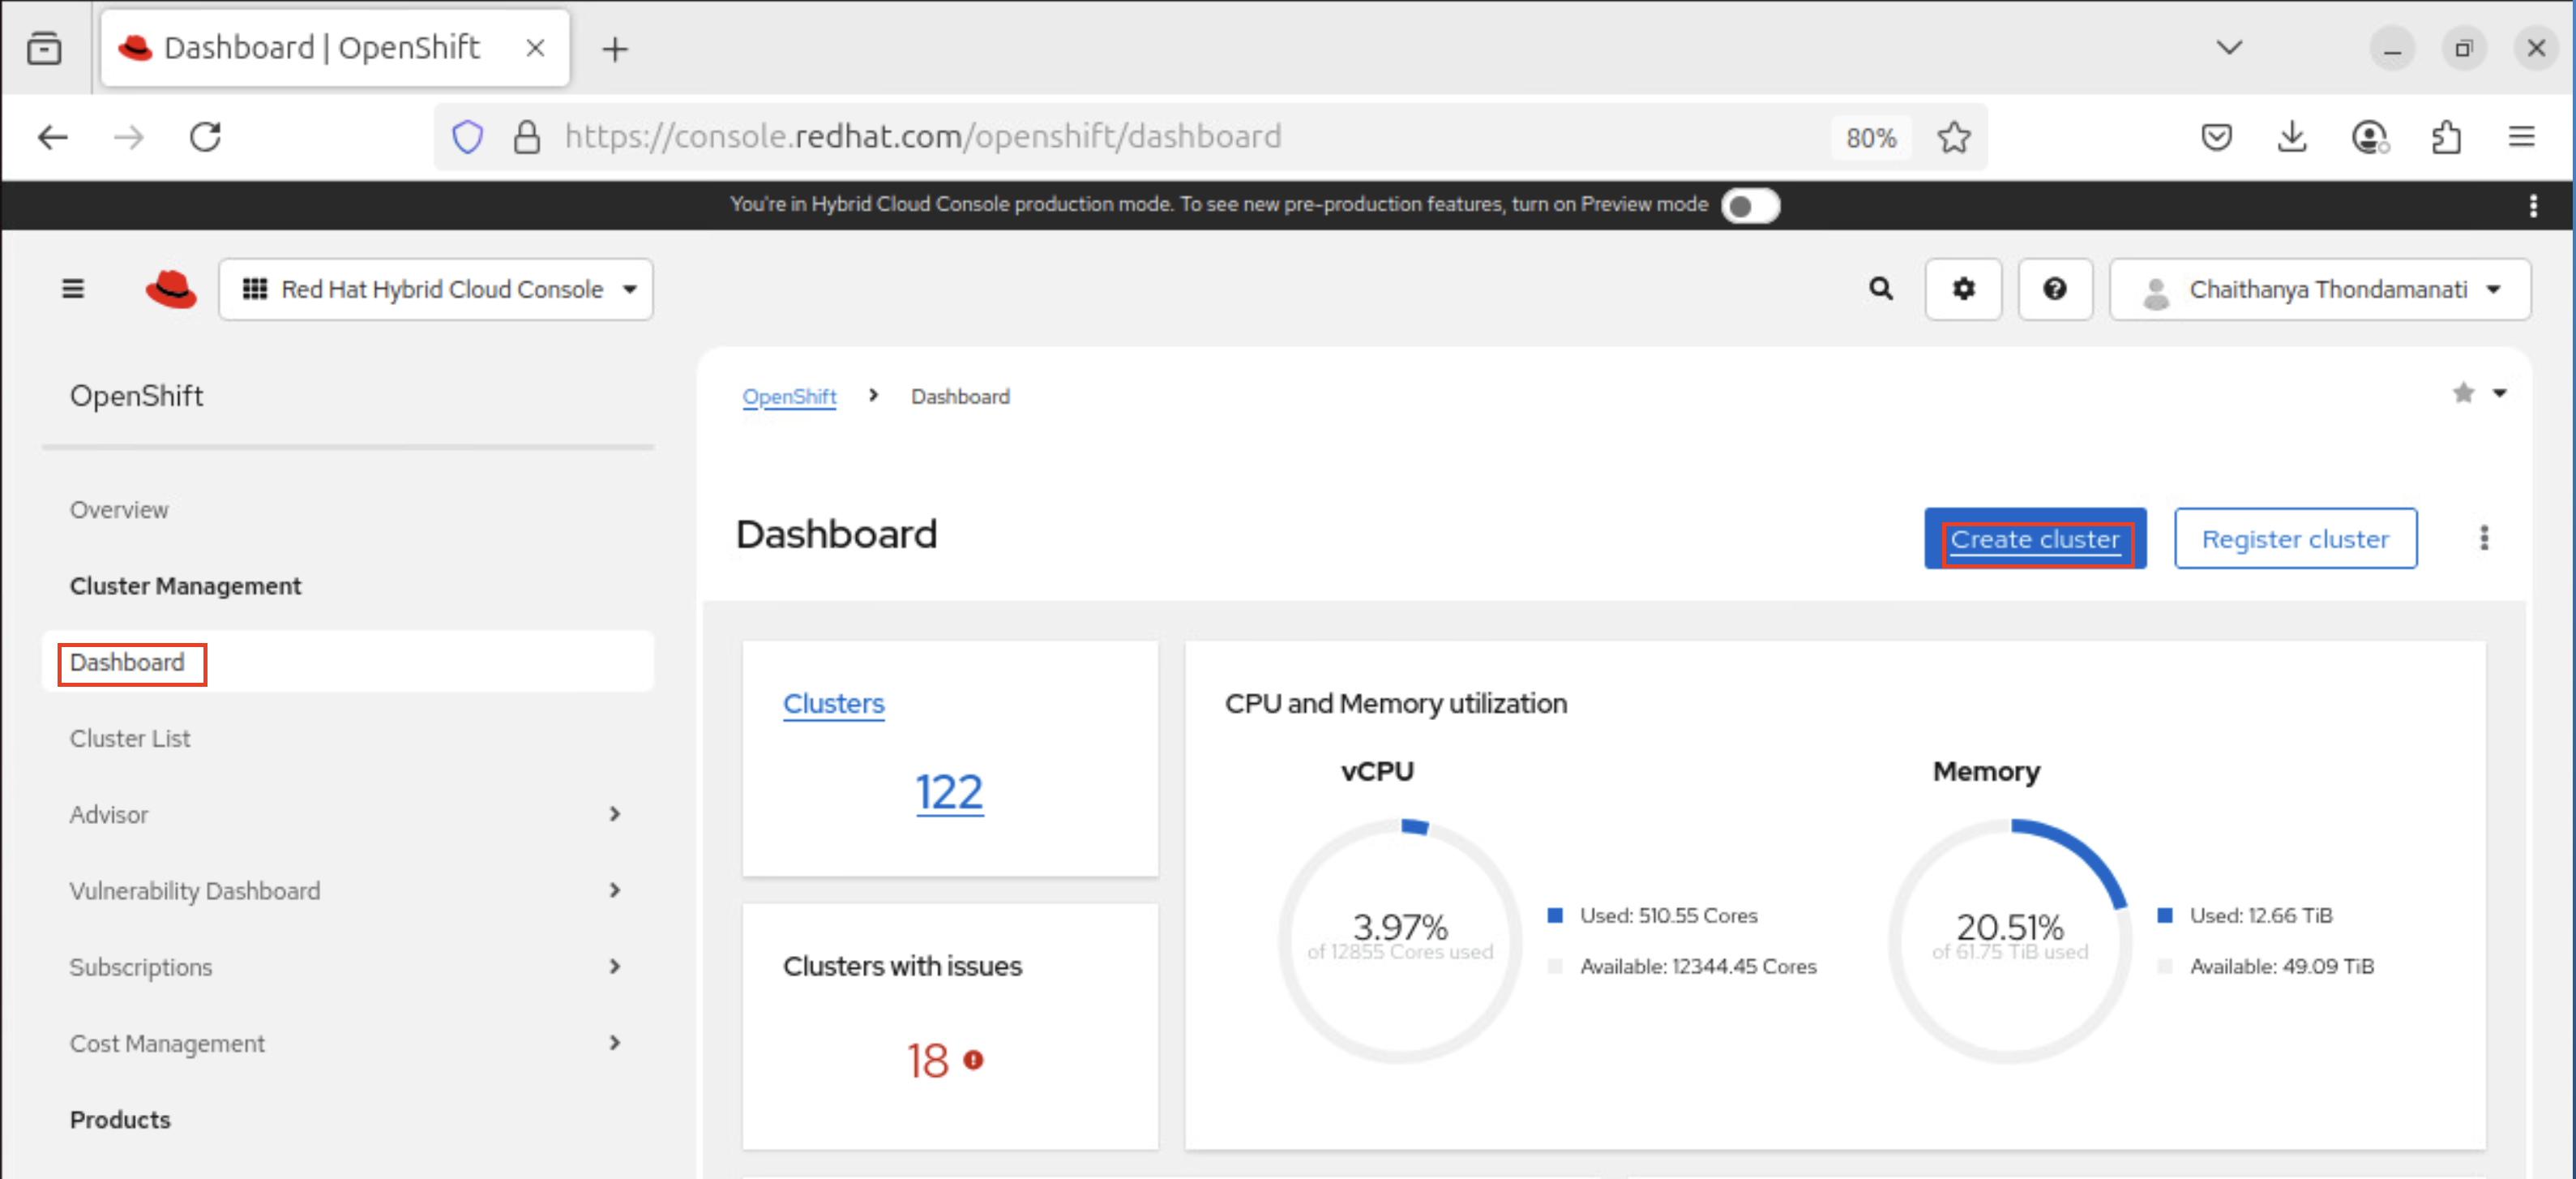 Dashboard | OpenShift
https://console.redhat.com/openshift/dashboard
80%
You're in Hybrid Cloud Console production mode. To see new pre-production features, turn on Preview mode
Red Hat Hybrid Cloud Console
Chaithanya Thondamanati
OpenShift
Overview
Cluster Management
Dashboard
Cluster List
Advisor
Vulnerability Dashboard
Subscriptions
Cost Management
Products
OpenShift
Dashboard
Dashboard
Create cluster
Register cluster
Clusters
122
Clusters with issues
18
CPU and Memory utilization
vCPU
3.97%
of 12855 Cores used
Used: 510.55 Cores
Available: 12344.45 Cores
Memory
20.51%
of 61.75 TiB used
Used: 12.66 TiB
Available: 49.09 TiB